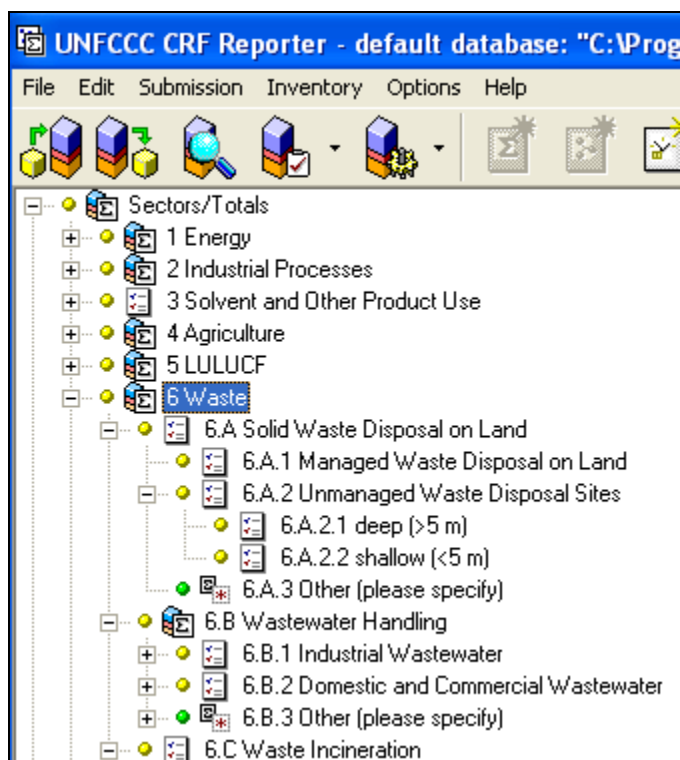 UNFCCC CRF Reporter - default database: "C:\Prog
File Edit Submission Inventory Options Help
Sectors/Totals
1 Energy
2 Industrial Processes
3 Solvent and Other Product Use
4 Agriculture
5 LULUCF
6 Waste
6.A Solid Waste Disposal on Land
6.A.1 Managed Waste Disposal on Land
6.A.2 Unmanaged Waste Disposal Sites
6.A.2.1 deep (>5 m)
6.A.2.2 shallow (<5 m)
6.A.3 Other (please specify)
6.B Wastewater Handling
6.B.1 Industrial Wastewater
6.B.2 Domestic and Commercial Wastewater
6.B.3 Other (please specify)
6.C Waste Incineration